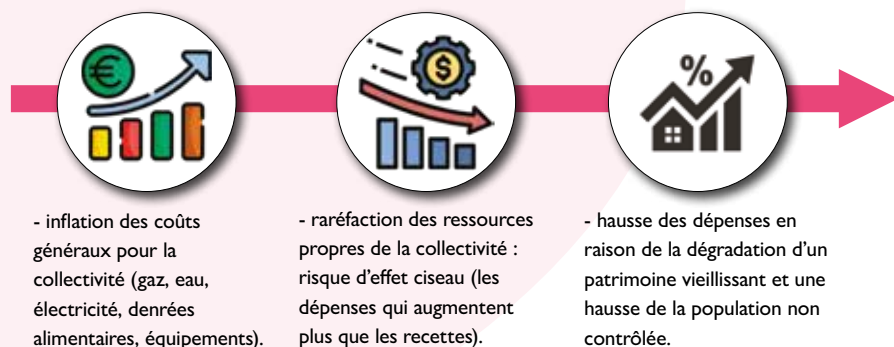 €
$
%
- inflation des coûts
généraux pour la
collectivité (gaz, eau,
électricité, denrées
alimentaires, équipements).
- raréfaction des ressources
propres de la collectivité :
risque d’effet ciseau (les
dépenses qui augmentent
plus que les recettes).
- hausse des dépenses en
raison de la dégradation d’un
patrimoine vieillissant et une
hausse de la population non
contrôlée.